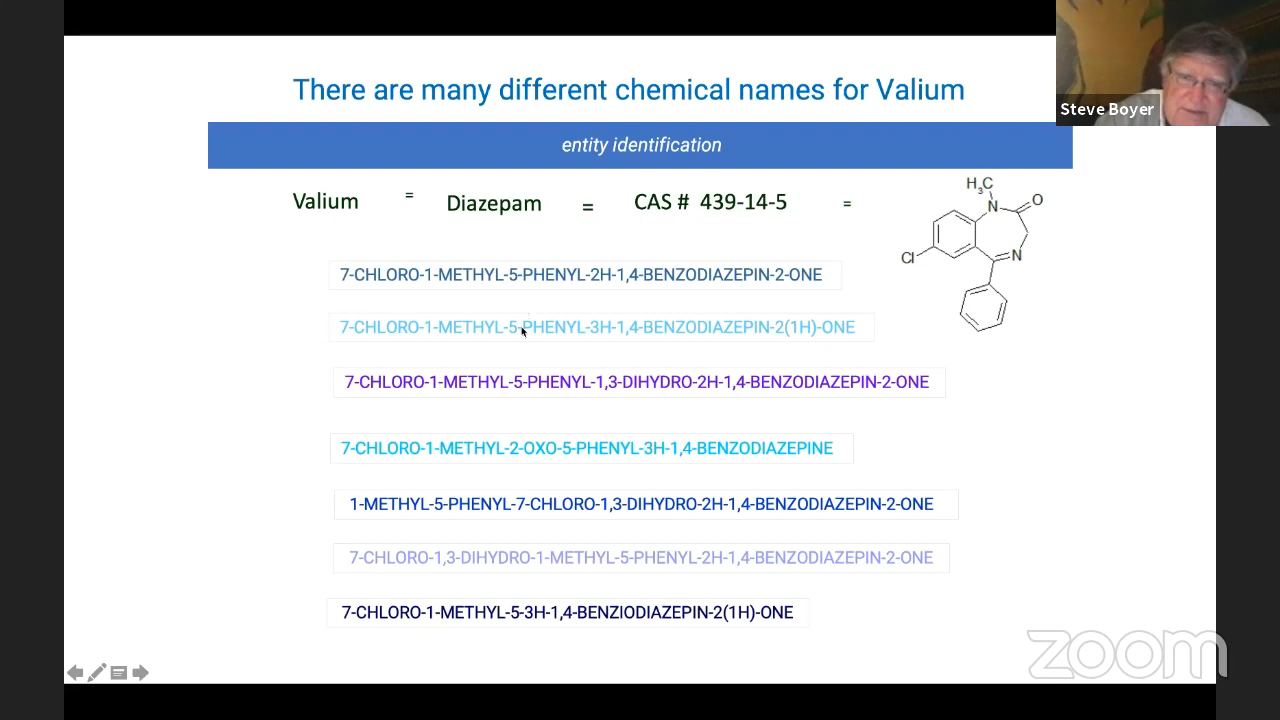 There are many different chemical names for Valium
Steve Boyer
entity identification
Valium = Diazepam = CAS # 439-14-5 =
H3C
N
O
Cl
N
7-CHLORO-1-METHYL-5-PHENYL-2H-1,4-BENZODIAZEPIN-2-ONE
7-CHLORO-1-METHYL-5-PHENYL-3H-1,4-BENZODIAZEPIN-2(1H)-ONE
7-CHLORO-1-METHYL-5-PHENYL-1,3-DIHYDRO-2H-1,4-BENZODIAZEPIN-2-ONE
7-CHLORO-1-METHYL-2-OXO-5-PHENYL-3H-1,4-BENZODIAZEPINE
1-METHYL-5-PHENYL-7-CHLORO-1,3-DIHYDRO-2H-1,4-BENZODIAZEPIN-2-ONE
7-CHLORO-1,3-DIHYDRO-1-METHYL-5-PHENYL-2H-1,4-BENZODIAZEPIN-2-ONE
7-CHLORO-1-METHYL-5-3H-1,4-BENZIODIAZEPIN-2(1H)-ONE
zoom